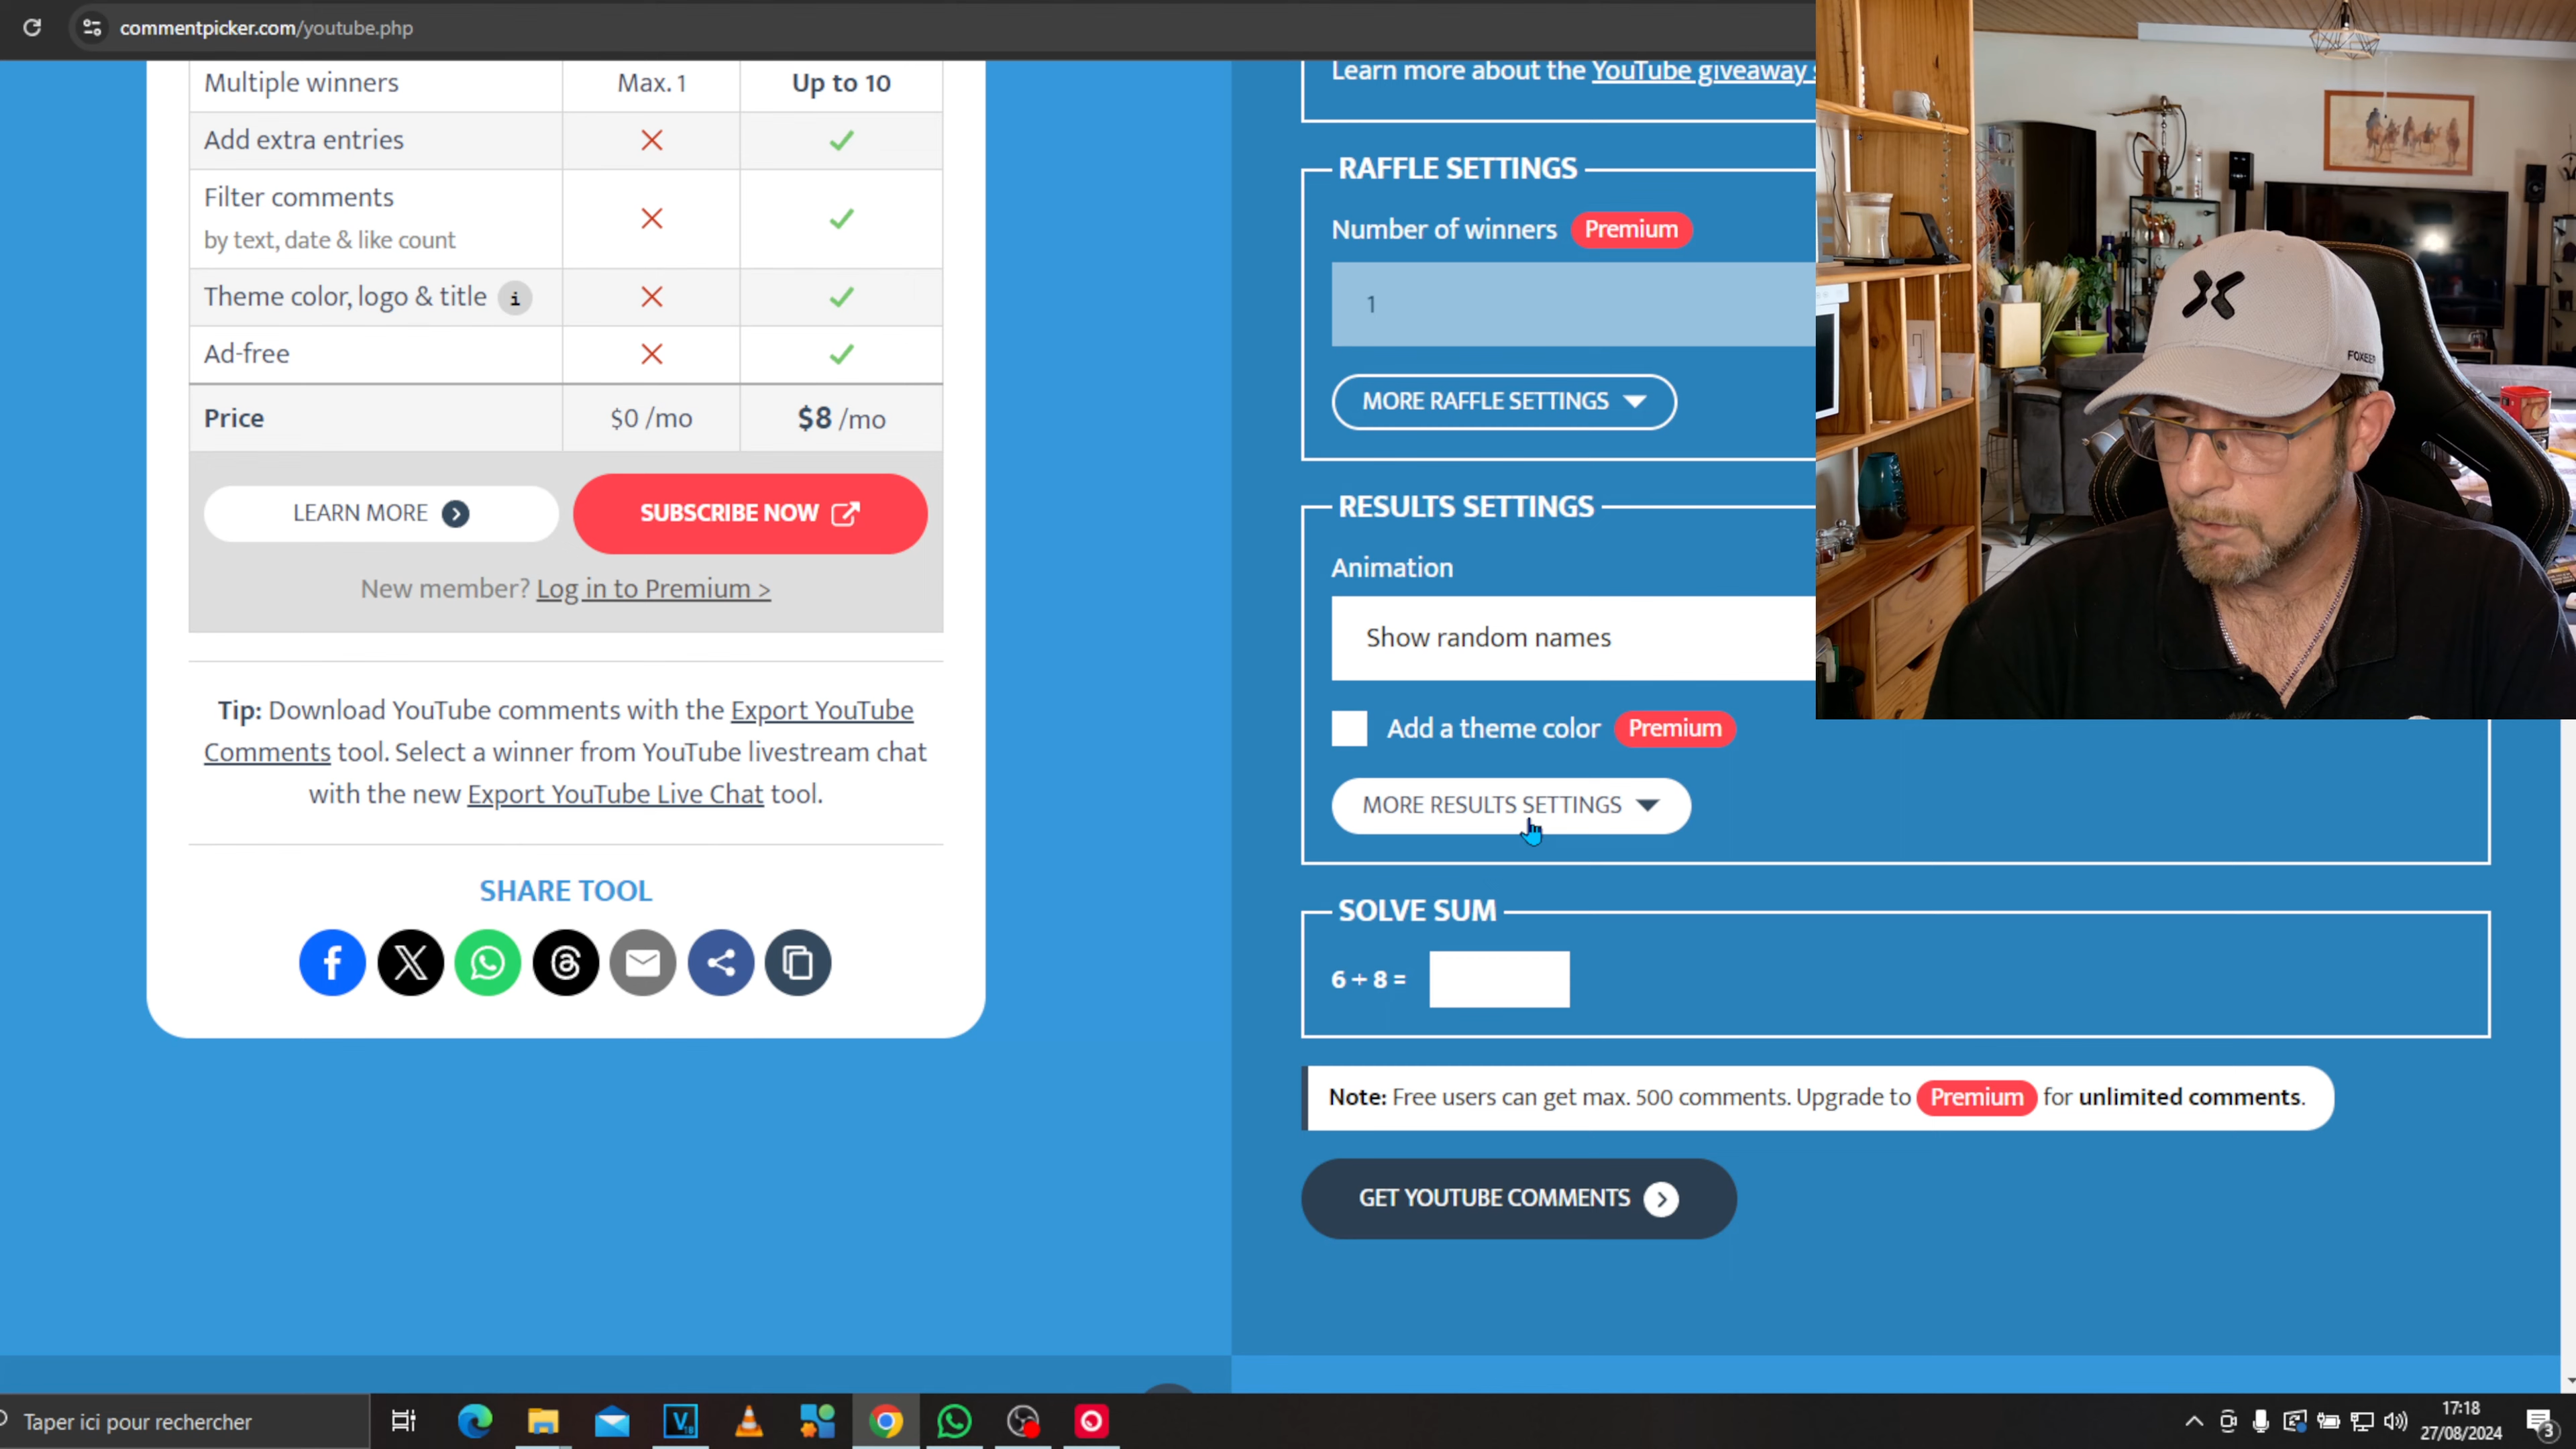 commentpicker.com/youtube.php
Multiple winners Max. 1 Up to 10
Add extra entries
Filter comments
by text, date & like count
Theme color, logo & title i
Ad-free
Price $0 /mo $8 /mo
LEARN MORE SUBSCRIBE NOW
New member? Log in to Premium >
Tip: Download YouTube comments with the Export YouTube
Comments tool. Select a winner from YouTube livestream chat
with the new Export YouTube Live Chat tool.
SHARE TOOL
Learn more about the YouTube giveaway
RAFFLE SETTINGS
Number of winners Premium
1
MORE RAFFLE SETTINGS
RESULTS SETTINGS
Animation
Show random names
Add a theme color Premium
MORE RESULTS SETTINGS
SOLVE SUM
6 + 8 =
Note: Free users can get max. 500 comments. Upgrade to Premium for unlimited comments.
GET YOUTUBE COMMENTS
Taper ici pour rechercher
17:18
27/08/2024
3